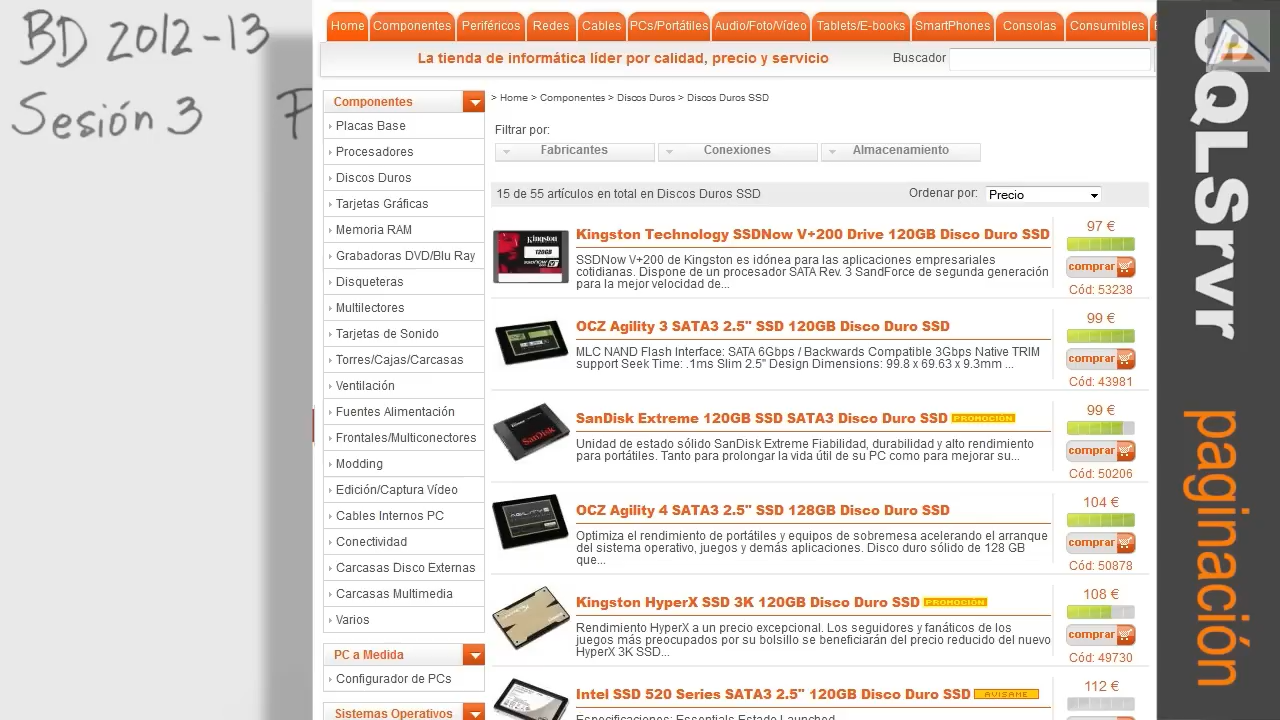 BD 2012-13
Sesión 3
Home
Componentes
Periféricos
Redes
Cables
PCs/Portátiles
Audio/Foto/Vídeo
Tablets/E-books
SmartPhones
Consolas
Consumibles
La tienda de informática líder por calidad, precio y servicio
Buscador
Componentes
Placas Base
Procesadores
Discos Duros
Tarjetas Gráficas
Memoria RAM
Grabadoras DVD/Blu Ray
Disqueteras
Multilectores
Tarjetas de Sonido
Torres/Cajas/Carcasas
Ventilación
Fuentes Alimentación
Frontales/Multiconectores
Modding
Edición/Captura Vídeo
Cables Internos PC
Conectividad
Carcasas Disco Externas
Carcasas Multimedia
Varios
PC a Medida
Configurador de PCs
Sistemas Operativos
> Home > Componentes > Discos Duros > Discos Duros SSD
Filtrar por:
Fabricantes
Conexiones
Almacenamiento
15 de 55 artículos en total en Discos Duros SSD
Ordenar por:
Precio
Kingston Technology SSDNow V+200 Drive 120GB Disco Duro SSD
SSDNow V+200 de Kingston es idónea para las aplicaciones empresariales
cotidianas. Dispone de un procesador SATA Rev. 3 SandForce de segunda generación
para la mejor velocidad de...
97 €
comprar
Cód: 53238
OCZ Agility 3 SATA3 2.5" SSD 120GB Disco Duro SSD
MLC NAND Flash Interface: SATA 6Gbps / Backwards Compatible 3Gbps Native TRIM
support Seek Time: .1ms Slim 2.5" Design Dimensions: 99.8 x 69.63 x 9.3mm ...
99 €
comprar
Cód: 43981
SanDisk Extreme 120GB SSD SATA3 Disco Duro SSD PROMOCIÓN
Unidad de estado sólido SanDisk Extreme Fiabilidad, durabilidad y alto rendimiento
para portátiles. Tanto para prolongar la vida útil de su PC como para mejorar su...
99 €
comprar
Cód: 50206
OCZ Agility 4 SATA3 2.5" SSD 128GB Disco Duro SSD
Optimiza el rendimiento de portátiles y equipos de sobremesa acelerando el arranque
del sistema operativo, juegos y demás aplicaciones. Disco duro sólido de 128 GB
que...
104 €
comprar
Cód: 50878
Kingston HyperX SSD 3K 120GB Disco Duro SSD PROMOCIÓN
Rendimiento HyperX a un precio excepcional. Los seguidores y fanáticos de los
juegos más preocupados por su bolsillo se beneficiarán del precio reducido del nuevo
HyperX 3K SSD...
108 €
comprar
Cód: 49730
Intel SSD 520 Series SATA3 2.5" 120GB Disco Duro SSD AVISAME
Especificaciones: Essentials Estado Launched
112 €
Kingston
120GB
SanDisk
SQLSrvr
paginación